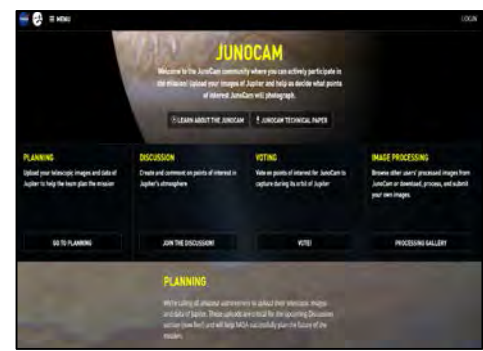 ≡ MENU
LOGIN
JUNOCAM
Welcome to the JunoCam community where you can actively participate in
the mission! Upload your images of Jupiter and help us decide what points
of interest JunoCam will photograph.
LEARN ABOUT THE JUNOCAM
JUNOCAM TECHNICAL PAPER
PLANNING
Upload your telescopic images and data of
Jupiter to help the team plan the mission
GO TO PLANNING
DISCUSSION
Create and comment on points of interest in
Jupiter's atmosphere
JOIN THE DISCUSSION!
VOTING
Vote on points of interest for JunoCam to
capture during its orbit of Jupiter
VOTE!
IMAGE PROCESSING
Browse other users' processed images from
JunoCam or download, process, and submit
your own images.
PROCESSING GALLERY
PLANNING
We're calling all amateur astronomers to upload their telescopic images
and data of Jupiter. These uploads are critical for the upcoming Discussion
section and will help NASA successfully plan the future of the
mission.